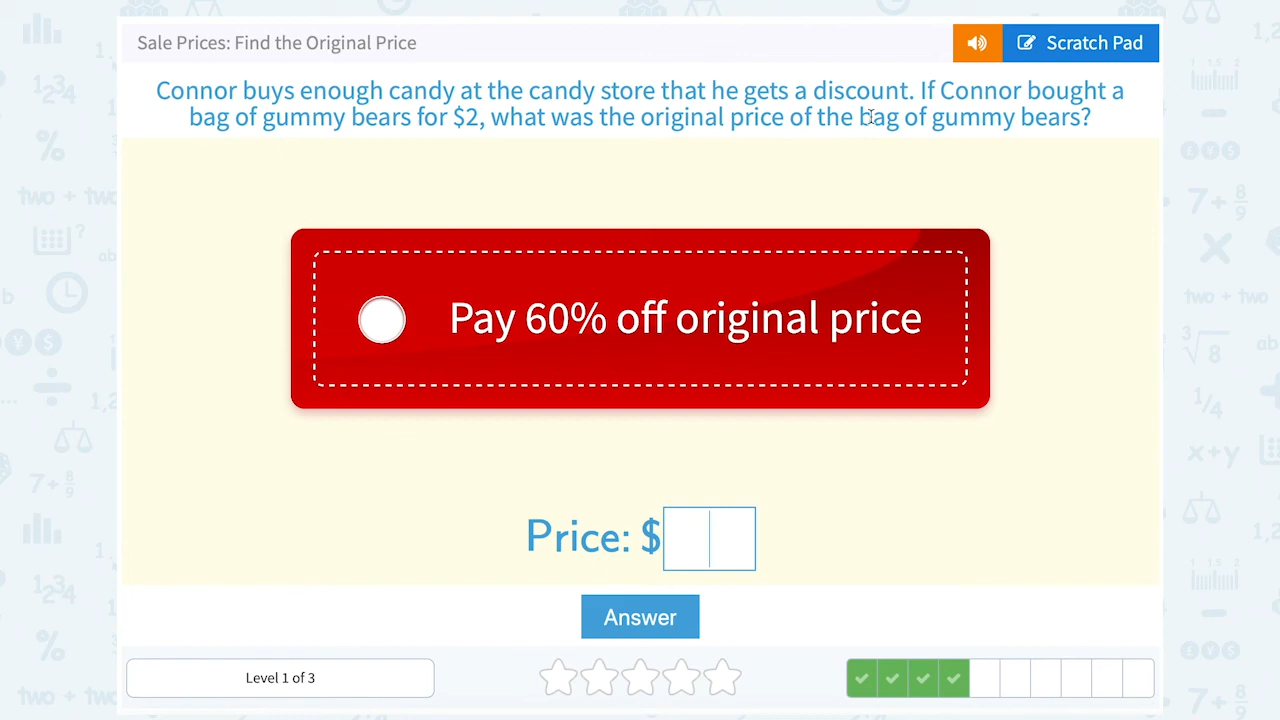 Sale Prices: Find the Original Price
Scratch Pad
Connor buys enough candy at the candy store that he gets a discount. If Connor bought a
bag of gummy bears for $2, what was the original price of the bag of gummy bears?
Pay 60% off original price
Price: $
Answer
Level 1 of 3